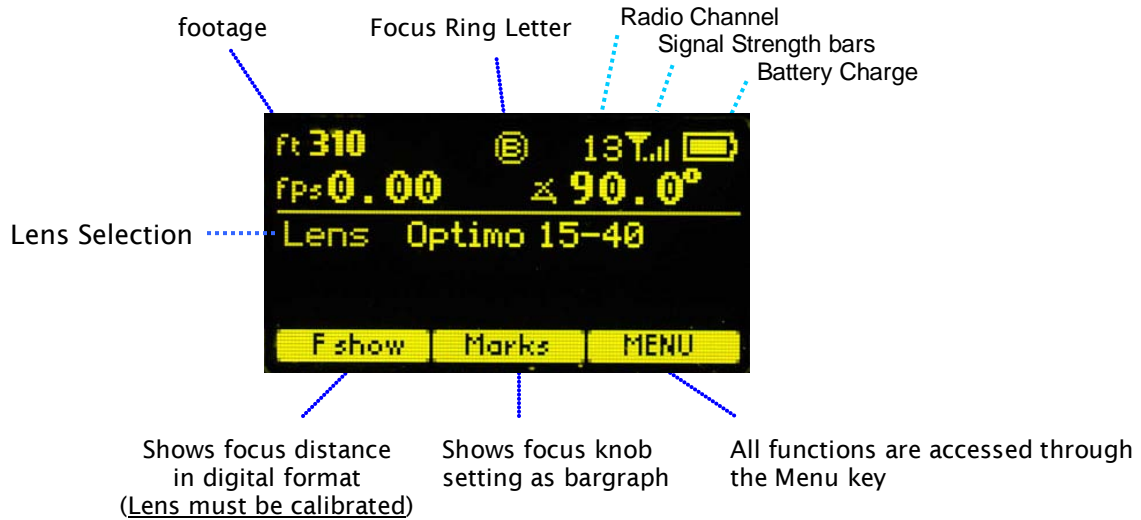 footage
Focus Ring Letter
Radio Channel
Signal Strength bars
Battery Charge
ft 310 B 13
fps 0.00 90.0°
Lens Selection
Lens Optimo 15-40
F show Marks MENU
Shows focus distance
in digital format
(Lens must be calibrated)
Shows focus knob
setting as bargraph
All functions are accessed through
the Menu key